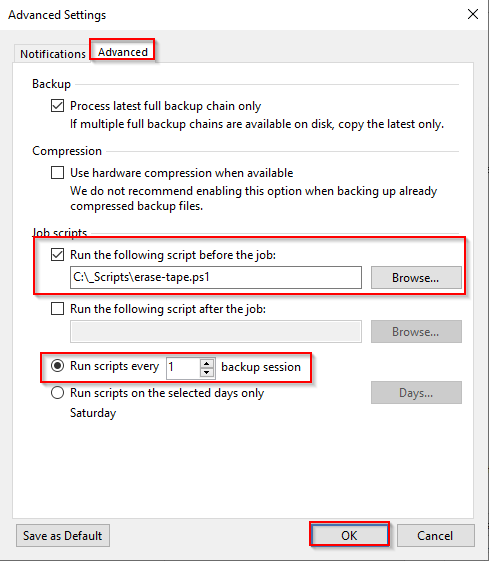 Advanced Settings
Notifications Advanced
Backup
Process latest full backup chain only
If multiple full backup chains are available on disk, copy the latest only.
Compression
Use hardware compression when available
We do not recommend enabling this option when backing up already
compressed backup files.
Job scripts
Run the following script before the job:
C:\_Scripts\erase-tape.ps1 Browse...
Run the following script after the job:
Browse...
Run scripts every 1 backup session
Run scripts on the selected days only Days...
Saturday
Save as Default OK Cancel